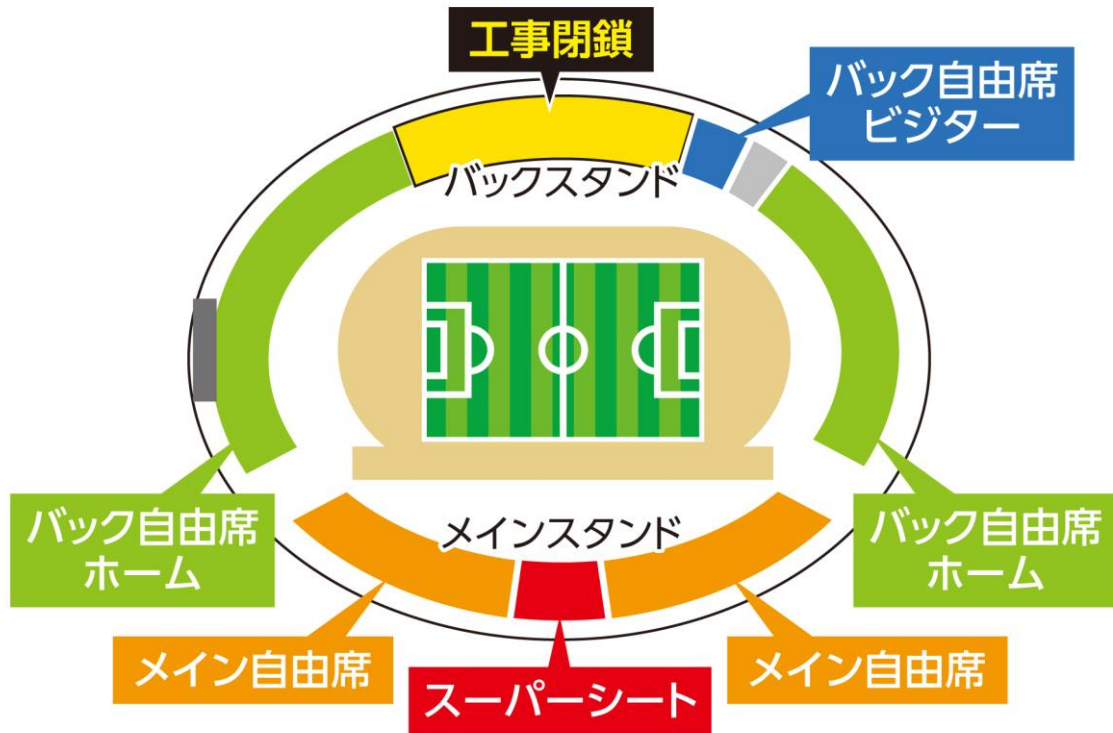 工事閉鎖
バック自由席
ビジター
バックスタンド
メインスタンド
バック自由席
ホーム
バック自由席
ホーム
メイン自由席
スーパーシート
メイン自由席